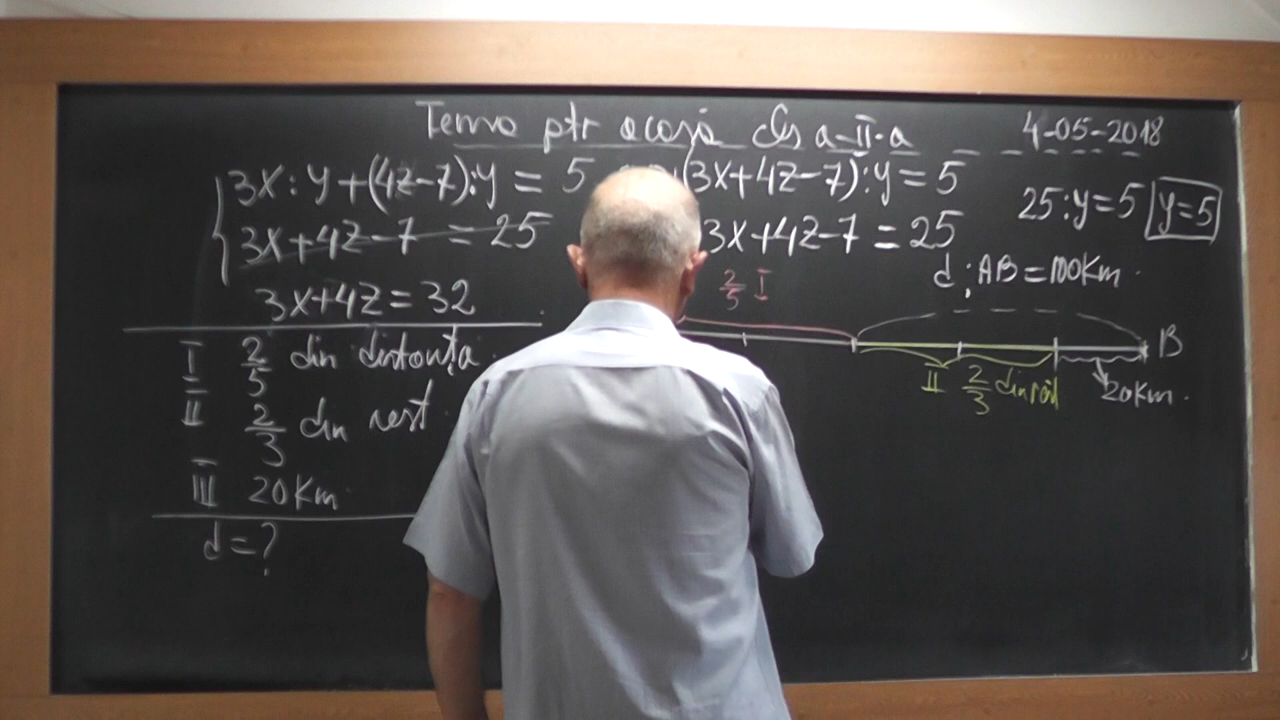 Tema ptr acasă cls a-II-a 4-05-2018
3x:y+(4z-7):y=5 (3x+4z-7):y=5
25:y=5 y=5
3x+4z-7=25 3x+4z-7=25
d:AB=100Km
3x+4z=32
2/5 I
I 2/5 din distanța
B
II 2/3 din
20Km.
II 2/3 din rest
III 20Km
d=?